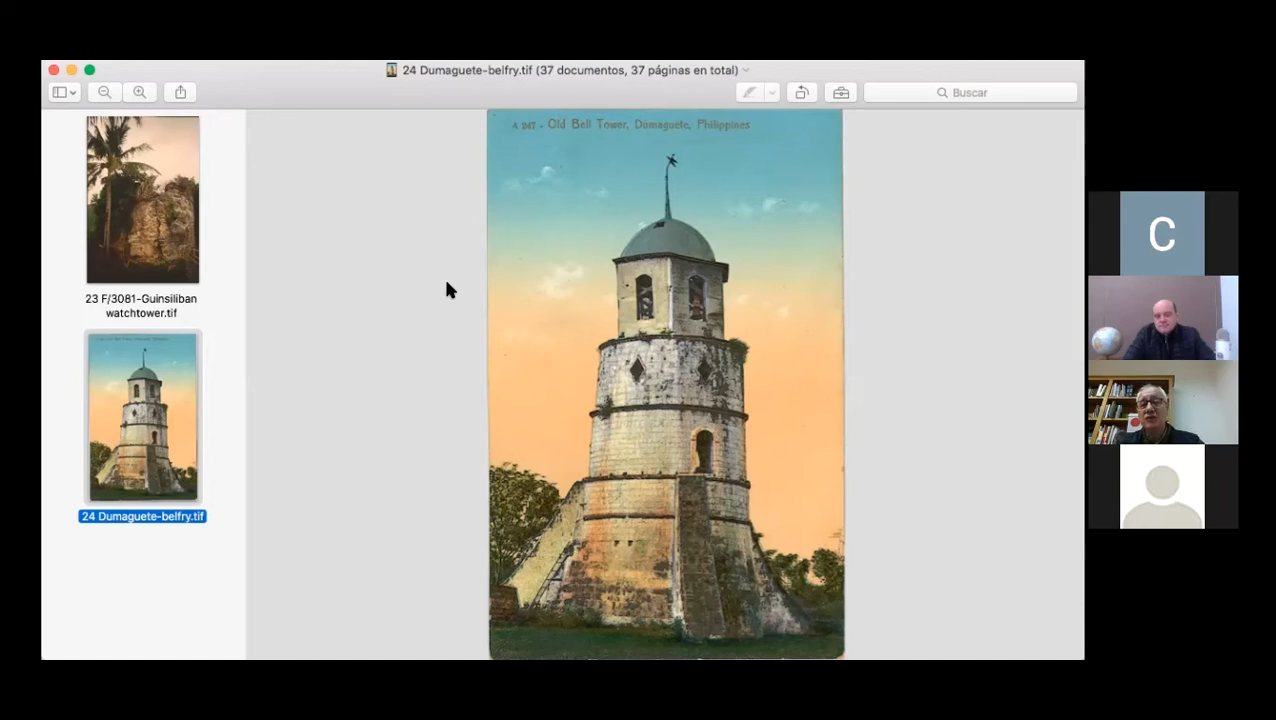 24 Dumaguete-belfry.tif (37 documentos, 37 páginas en total)
Buscar
A 247 - Old Bell Tower, Dumaguete, Philippines
23 F/3081-Guinsiliban
watchtower.tif
24 Dumaguete-belfry.tif
C